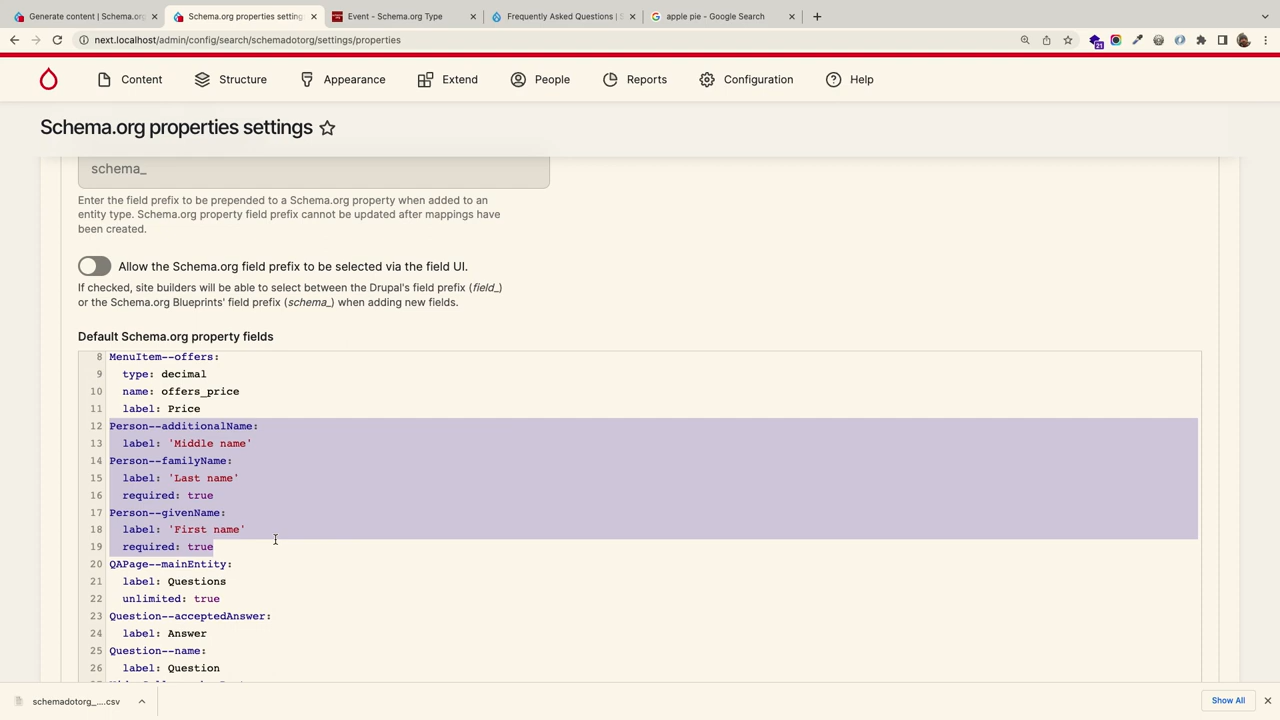 Generate content | Schema.org
Schema.org properties setting
Event - Schema.org Type
Frequently Asked Questions |
apple pie - Google Search
next.localhost/admin/config/search/schemadotorg/settings/properties
21
Content
Structure
Appearance
Extend
People
Reports
Configuration
Help
Schema.org properties settings
schema_
Enter the field prefix to be prepended to a Schema.org property when added to an
entity type. Schema.org property field prefix cannot be updated after mappings have
been created.
Allow the Schema.org field prefix to be selected via the field UI.
If checked, site builders will be able to select between the Drupal's field prefix (field_)
or the Schema.org Blueprints' field prefix (schema_) when adding new fields.
Default Schema.org property fields
8 MenuItem--offers:
9 type: decimal
10 name: offers_price
11 label: Price
12 Person--additionalName:
13 label: 'Middle name'
14 Person--familyName:
15 label: 'Last name'
16 required: true
17 Person--givenName:
18 label: 'First name'
19 required: true
20 QAPage--mainEntity:
21 label: Questions
22 unlimited: true
23 Question--acceptedAnswer:
24 label: Answer
25 Question--name:
26 label: Question
schemadotorg_....csv
Show All